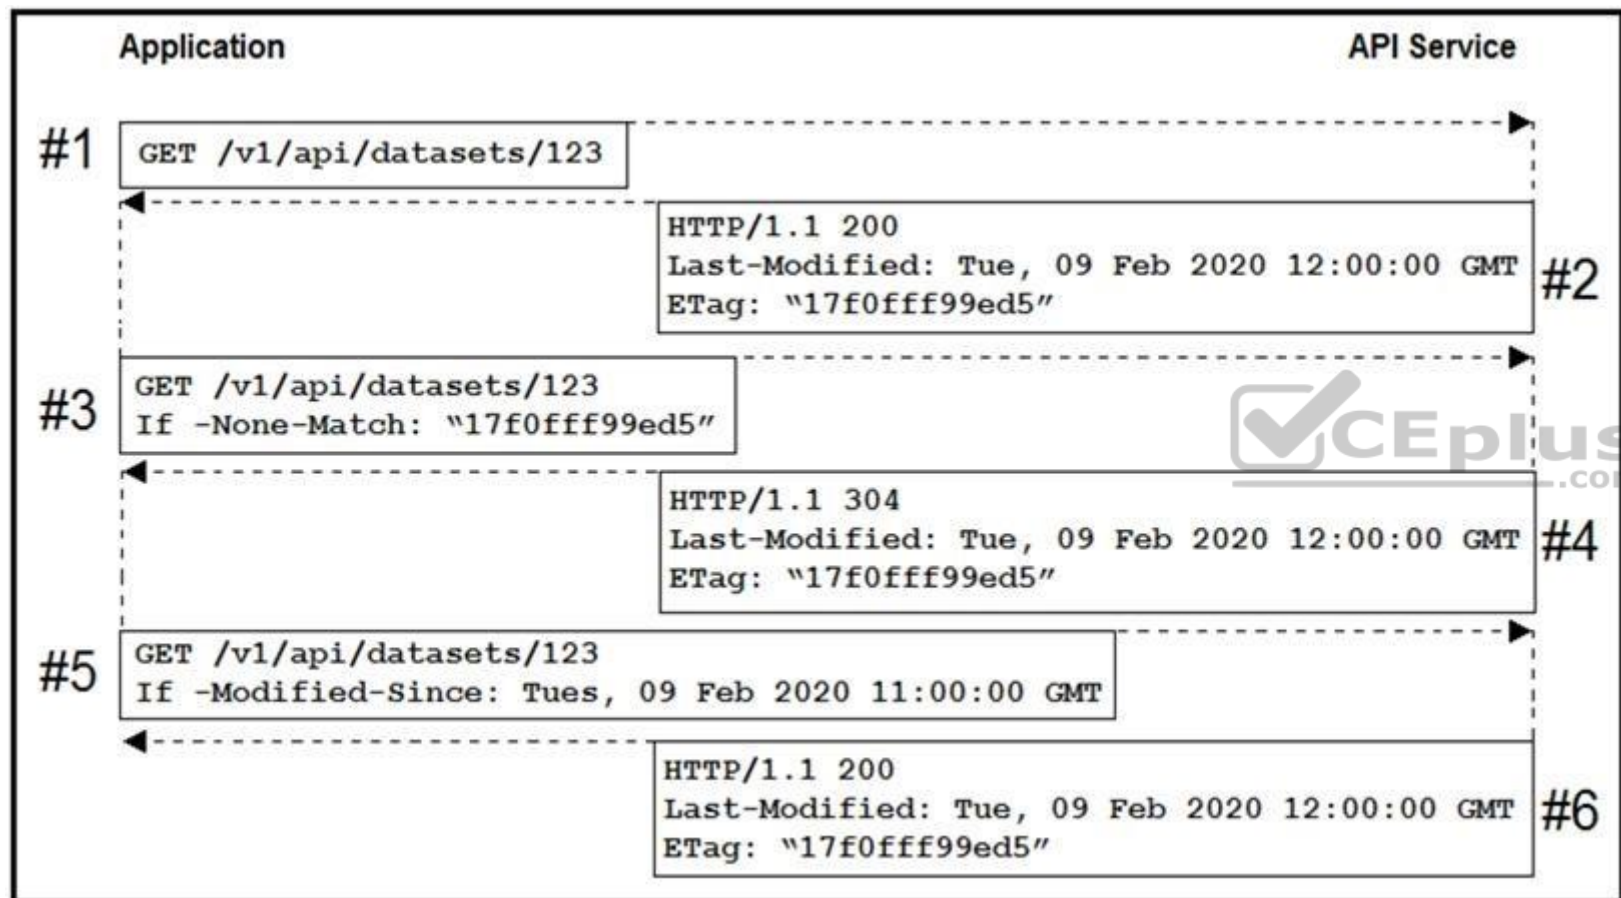 Application
API Service
#1
GET /v1/api/datasets/123
HTTP/1.1 200
Last-Modified: Tue, 09 Feb 2020 12:00:00 GMT
ETag: “17f0fff99ed5”
#2
#3
GET /v1/api/datasets/123
If -None-Match: “17f0fff99ed5”
CEplus
.com
HTTP/1.1 304
Last-Modified: Tue, 09 Feb 2020 12:00:00 GMT
ETag: “17f0fff99ed5”
#4
#5
GET /v1/api/datasets/123
If -Modified-Since: Tues, 09 Feb 2020 11:00:00 GMT
HTTP/1.1 200
Last-Modified: Tue, 09 Feb 2020 12:00:00 GMT
ETag: “17f0fff99ed5”
#6